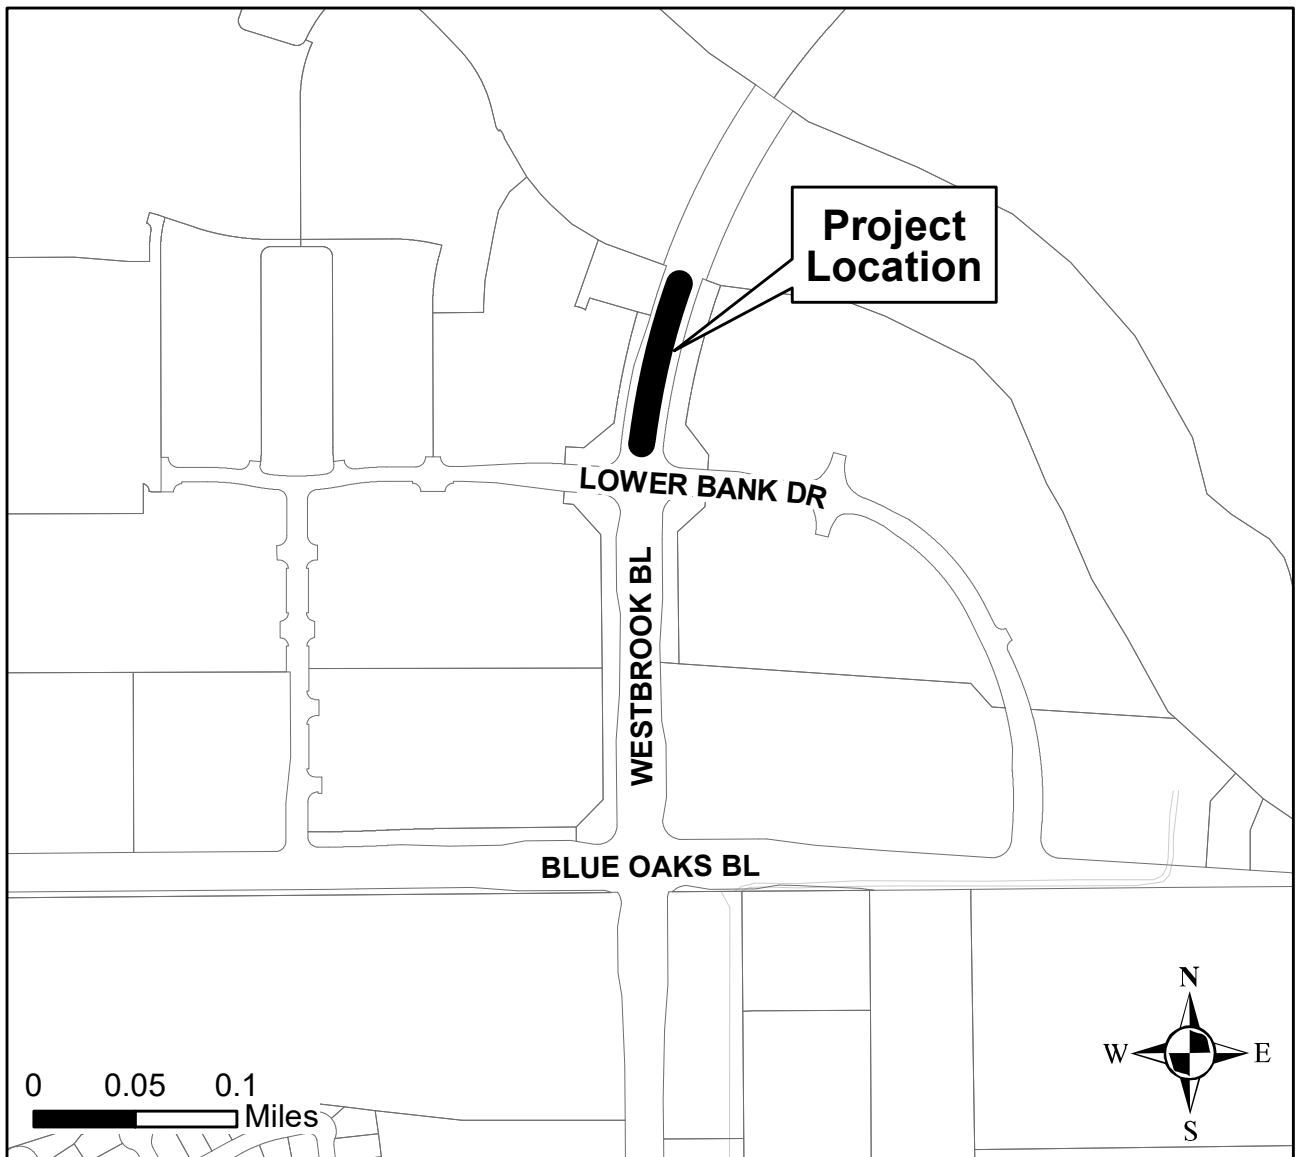 Project
Location
LOWER BANK DR
WESTBROOK BL
BLUE OAKS BL
N
W E
S
0 0.05 0.1
Miles